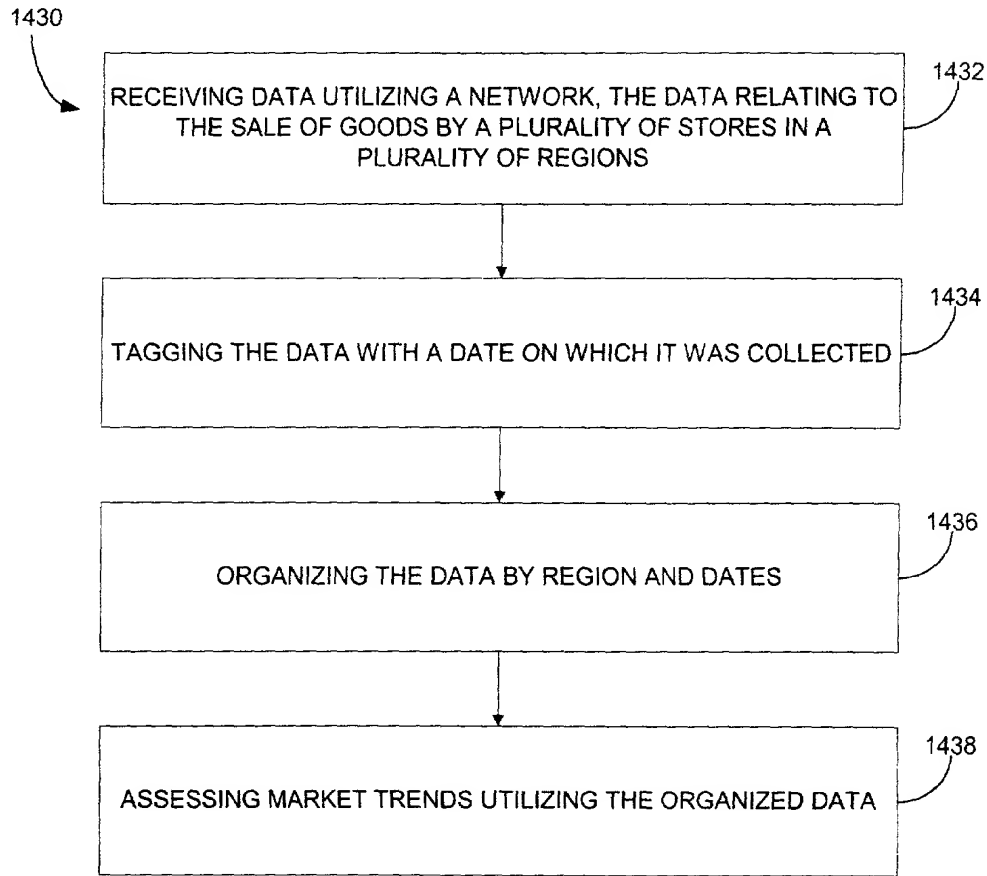 1430
1432
RECEIVING DATA UTILIZING A NETWORK, THE DATA RELATING TO
THE SALE OF GOODS BY A PLURALITY OF STORES IN A
PLURALITY OF REGIONS
1434
TAGGING THE DATA WITH A DATE ON WHICH IT WAS COLLECTED
1436
ORGANIZING THE DATA BY REGION AND DATES
1438
ASSESSING MARKET TRENDS UTILIZING THE ORGANIZED DATA